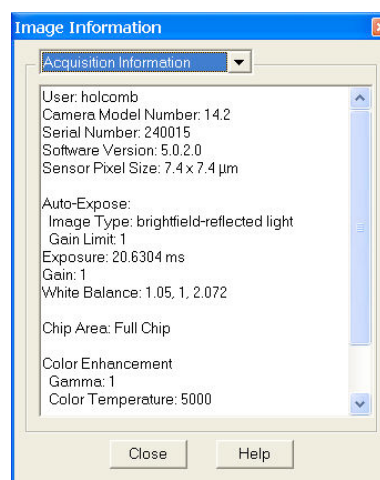 Image Information
Acquisition Information
User: holcomb
Camera Model Number: 14.2
Serial Number: 240015
Software Version: 5.0.2.0
Sensor Pixel Size: 7.4 x 7.4 µm
Auto-Expose:
Image Type: brightfield-reflected light
Gain Limit: 1
Exposure: 20.6304 ms
Gain: 1
White Balance: 1.05, 1, 2.072
Chip Area: Full Chip
Color Enhancement
Gamma: 1
Color Temperature: 5000
Close Help